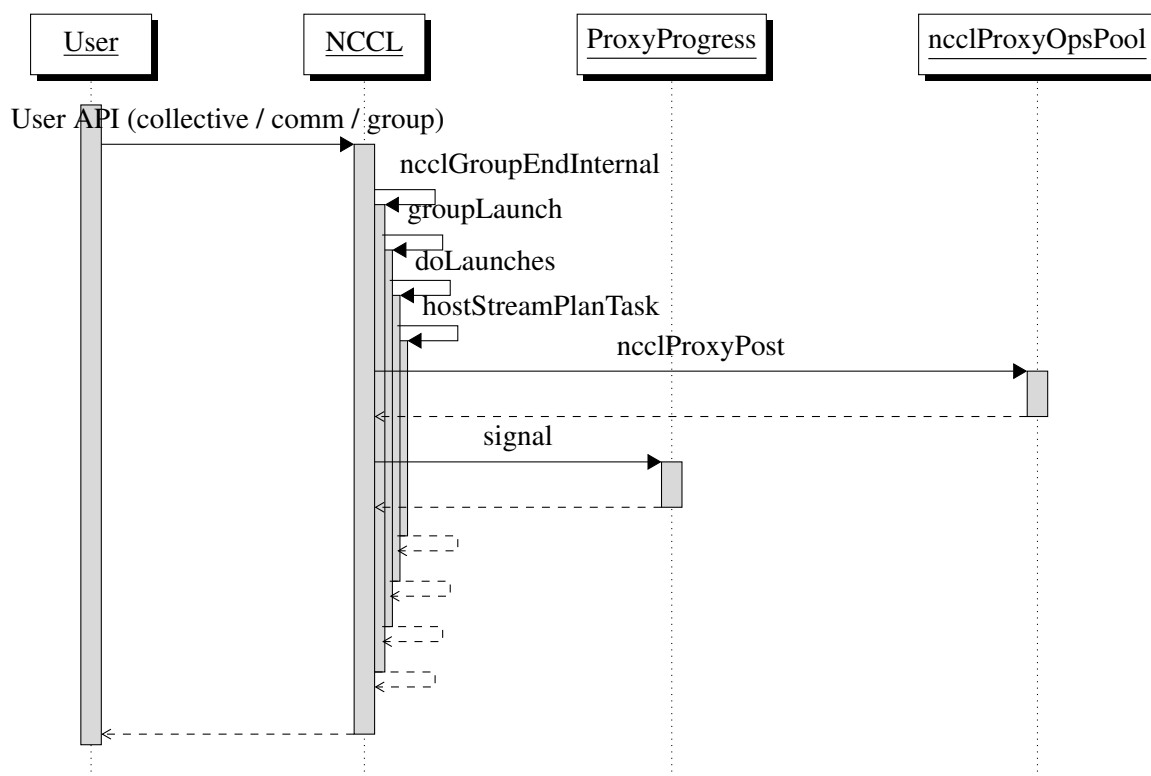 User
NCCL
ProxyProgress
ncclProxyOpsPool
User API (collective / comm / group)
ncclGroupEndInternal
groupLaunch
doLaunches
hostStreamPlanTask
ncclProxyPost
signal